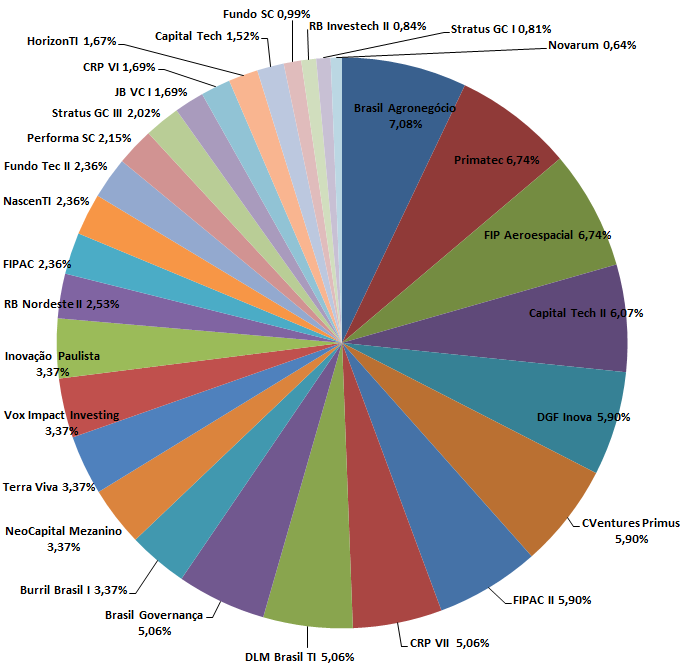 Fundo SC 0,99%
RB Investech II 0,84%
Stratus GC I 0,81%
Novarum 0,64%
Capital Tech 1,52%
HorizonTI 1,67%
CRP VI 1,69%
JB VC I 1,69%
Stratus GC III 2,02%
Performa SC 2,15%
Fundo Tec II 2,36%
NascenTI 2,36%
FIPAC 2,36%
RB Nordeste II 2,53%
Inovação Paulista
3,37%
Vox Impact Investing
3,37%
Terra Viva 3,37%
NeoCapital Mezanino
3,37%
Burril Brasil I 3,37%
Brasil Governança
5,06%
DLM Brasil TI 5,06%
CRP VII 5,06%
FIPAC II 5,90%
CVentures Primus
5,90%
DGF Inova 5,90%
Capital Tech II 6,07%
FIP Aeroespacial 6,74%
Primatec 6,74%
Brasil Agronegócio
7,08%